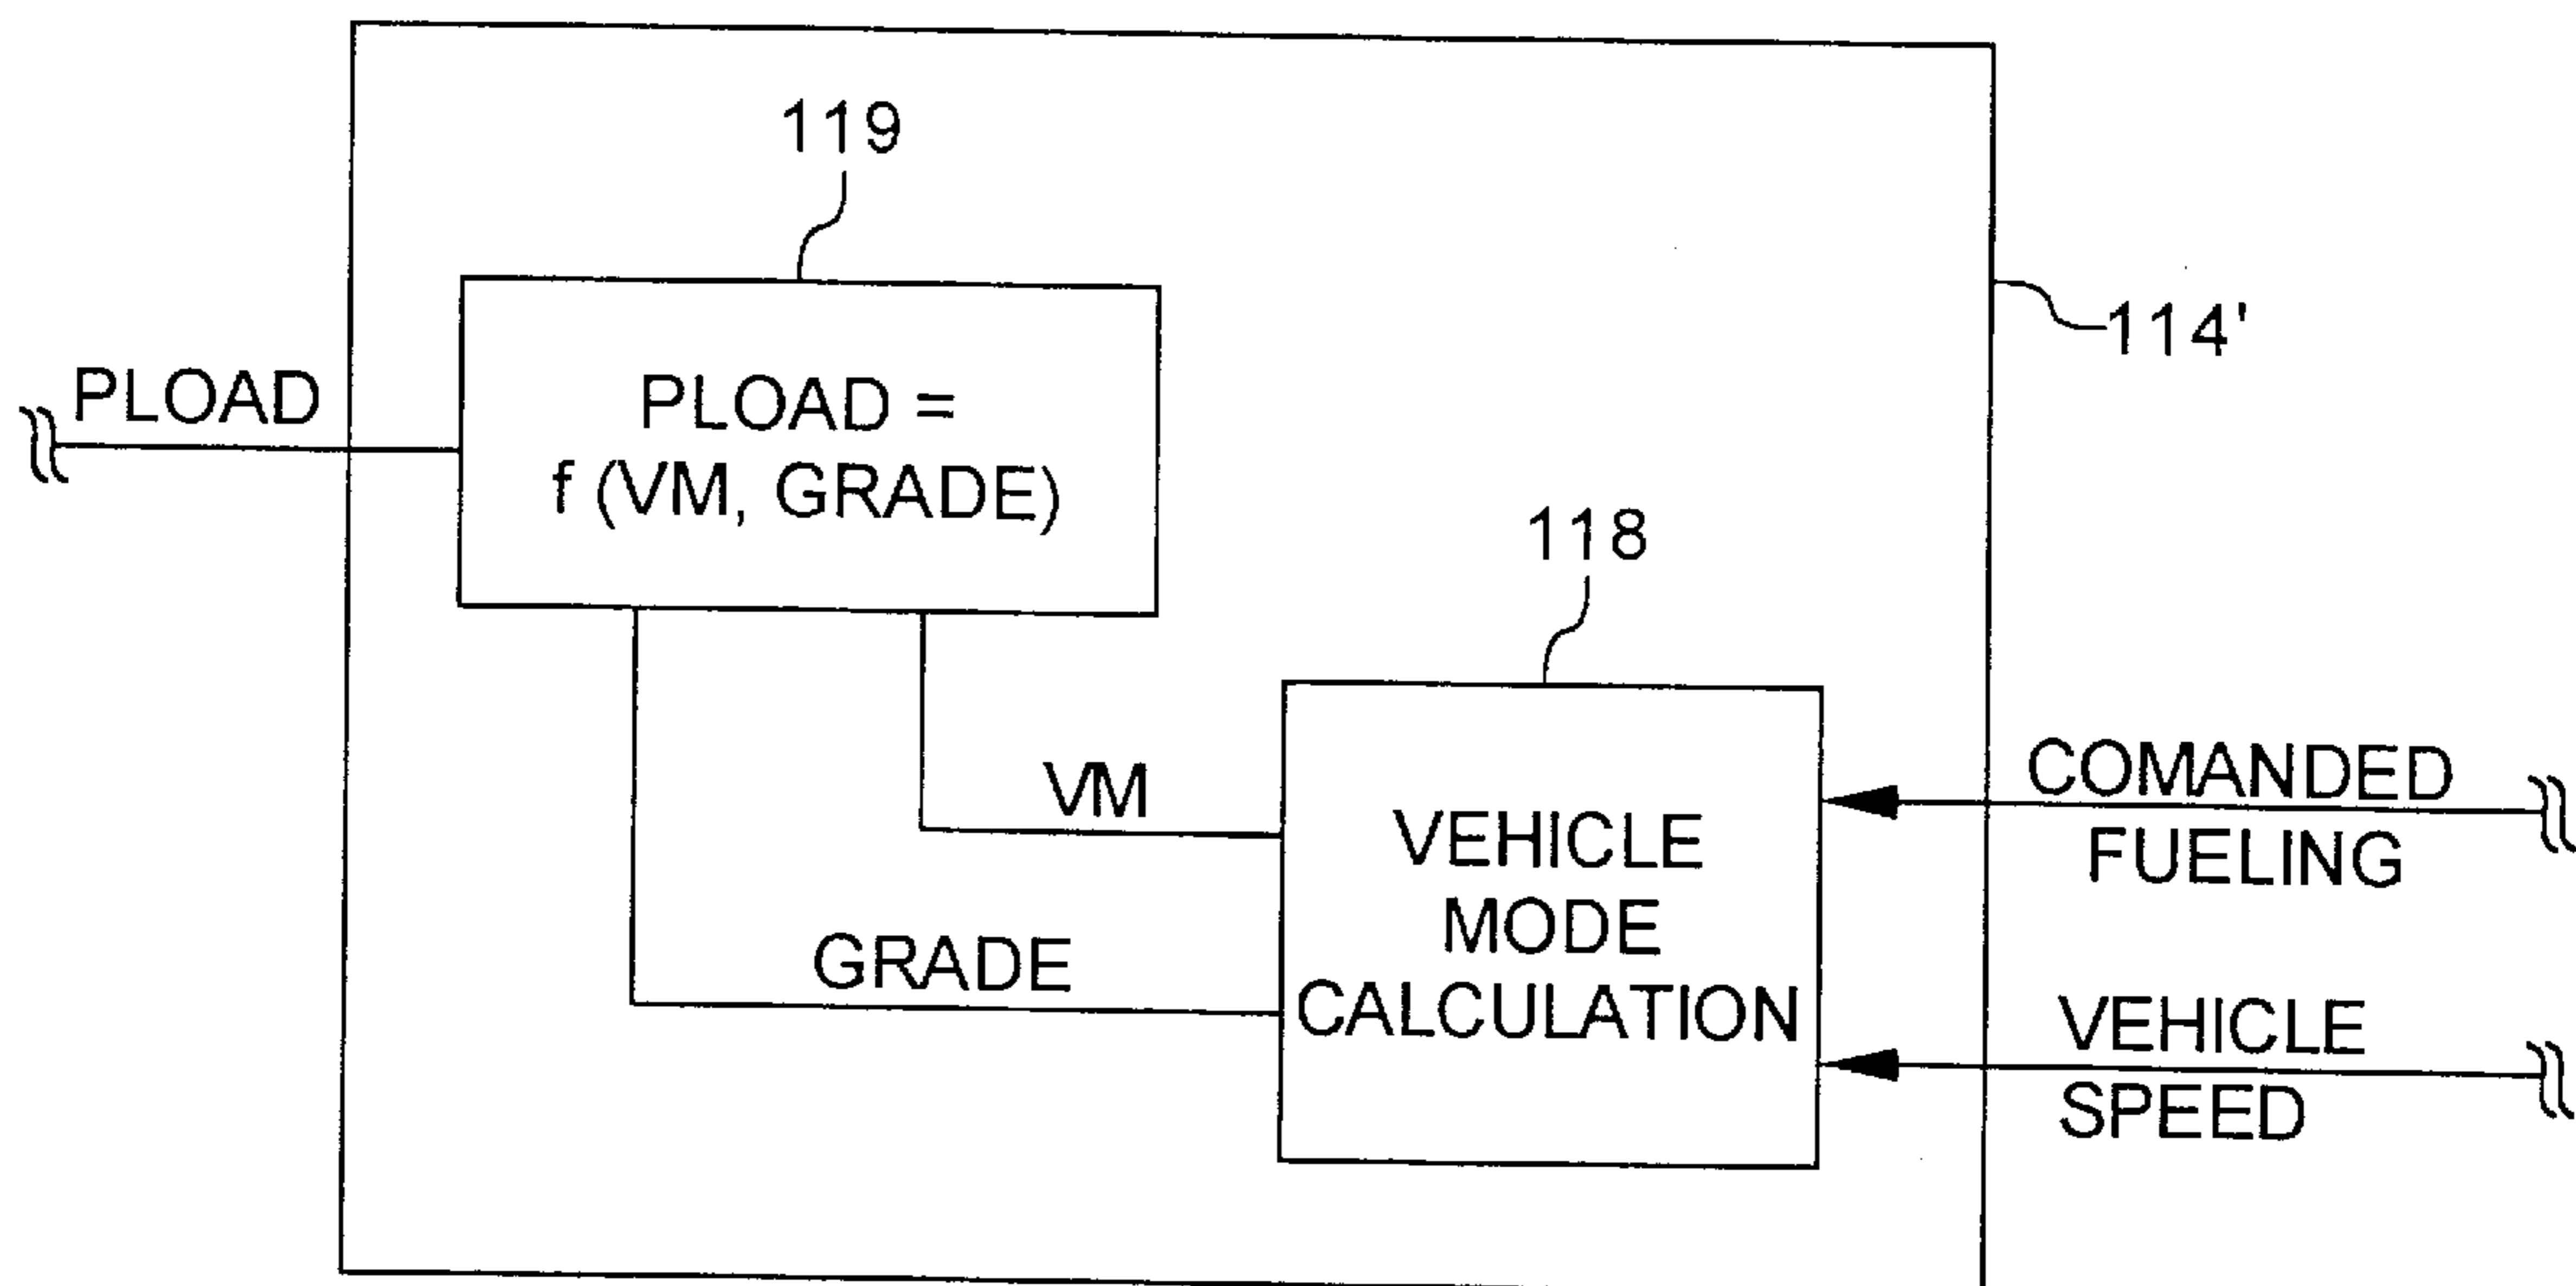 119
114'
PLOAD
PLOAD =
f (VM, GRADE)
118
VM
GRADE
VEHICLE
MODE
CALCULATION
COMANDED
FUELING
VEHICLE
SPEED